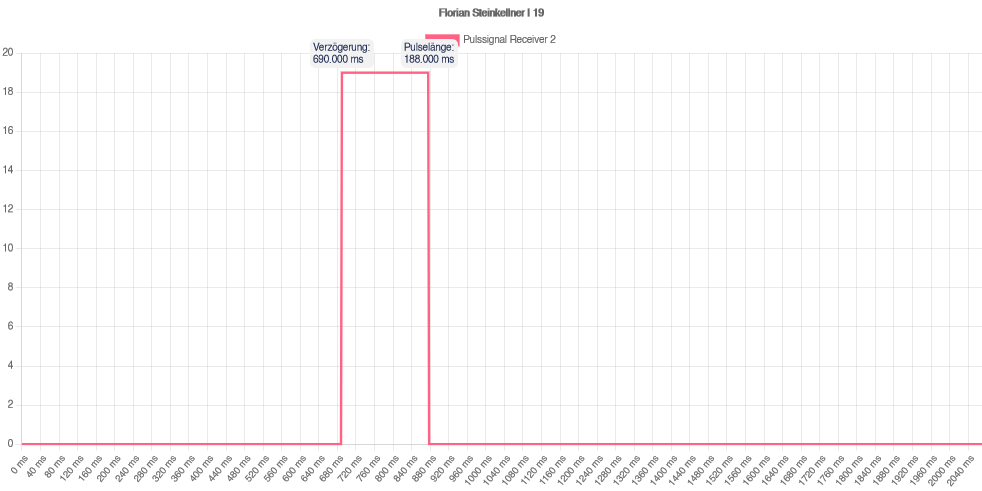 Florian Steinkellner | 19
Pulssignal Receiver 2
Verzögerung:
690.000 ms
Pulselänge:
188.000 ms
20
18
16
14
12
10
8
6
4
2
0
0 ms
40 ms
80 ms
120 ms
160 ms
200 ms
240 ms
280 ms
320 ms
360 ms
400 ms
440 ms
480 ms
520 ms
560 ms
600 ms
640 ms
680 ms
720 ms
760 ms
800 ms
840 ms
880 ms
920 ms
960 ms
1000 ms
1040 ms
1080 ms
1120 ms
1160 ms
1200 ms
1240 ms
1280 ms
1320 ms
1360 ms
1400 ms
1440 ms
1480 ms
1520 ms
1560 ms
1600 ms
1640 ms
1680 ms
1720 ms
1760 ms
1800 ms
1840 ms
1880 ms
1920 ms
1960 ms
2000 ms
2040 ms